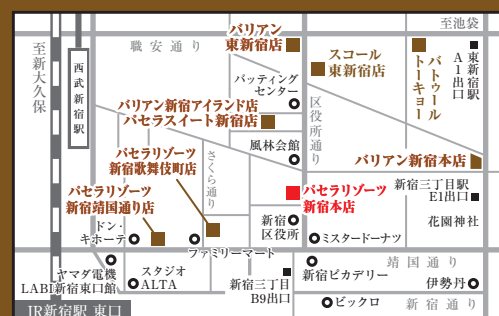 至池袋
バリアン
東新宿店
職安通り
至新大久保
西武新宿駅
スコール
東新宿店
バトゥール
トーキョー
東新宿駅
A1出口
バッティング
センター
区役所通り
バリアン新宿アイランド店
パセラスイート新宿店
風林会館
さくら通り
パセラリゾーツ
新宿歌舞伎町店
バリアン新宿本店
パセラリゾーツ
新宿靖国通り店
パセラリゾーツ
新宿本店
新宿三丁目駅
E1出口
花園神社
ドン・
キホーテ
新宿
区役所
ミスタードーナツ
ファミリーマート
靖国通り
ヤマダ電機
LABI新宿東口館
スタジオ
ALTA
新宿三丁目
B9出口
新宿ピカデリー
伊勢丹
ビックロ
新宿通り
JR新宿駅 東口